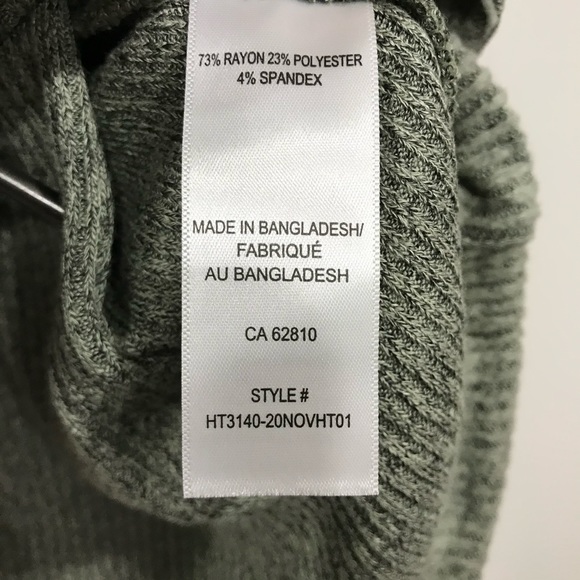 73% RAYON 23% POLYESTER
4% SPANDEX
MADE IN BANGLADESH/
FABRIQUÉ
AU BANGLADESH
CA 62810
STYLE #
HT3140-20NOVHT01